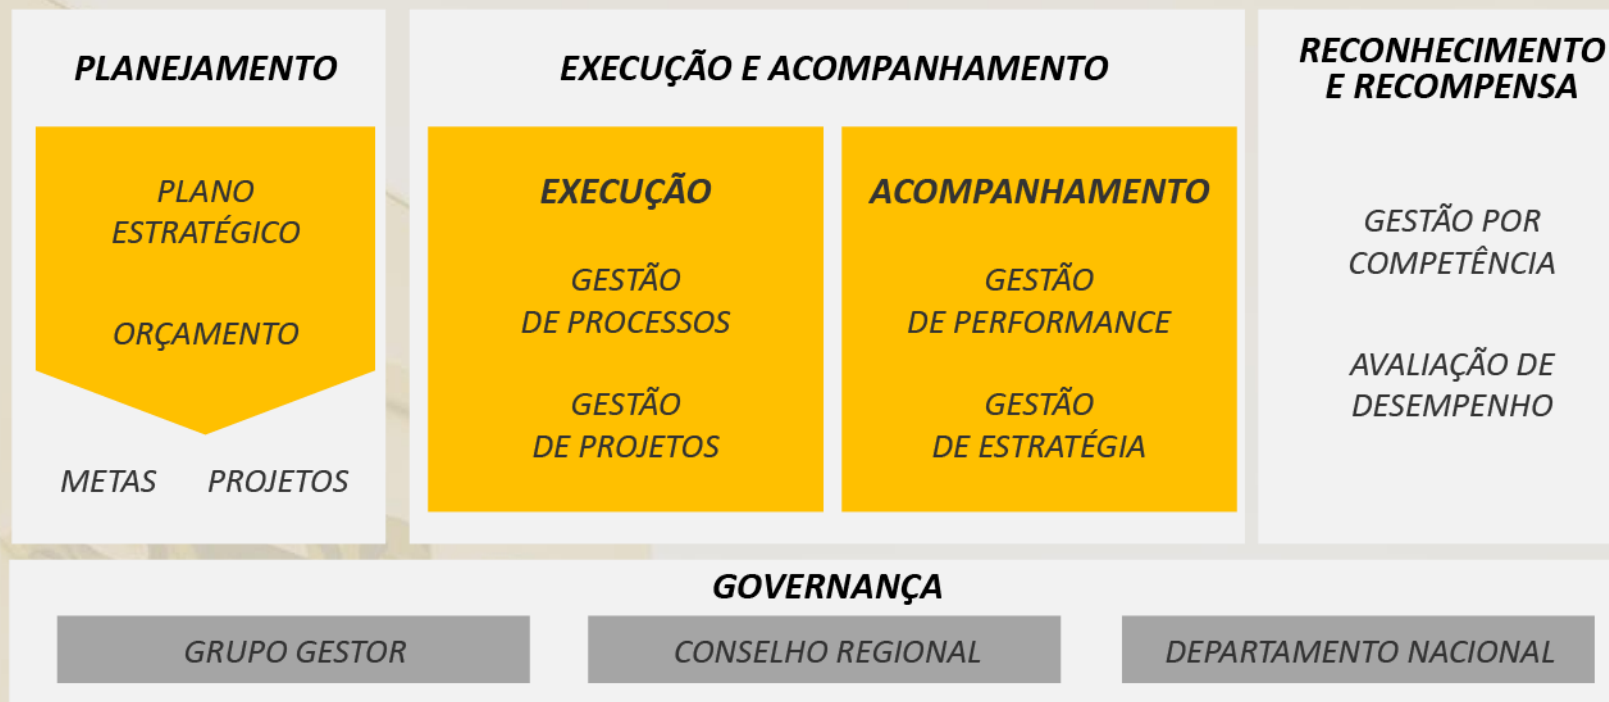 PLANEJAMENTO
PLANO
ESTRATÉGICO
ORÇAMENTO
METAS PROJETOS
EXECUÇÃO E ACOMPANHAMENTO
EXECUÇÃO
GESTÃO
DE PROCESSOS
GESTÃO
DE PROJETOS
ACOMPANHAMENTO
GESTÃO
DE PERFORMANCE
GESTÃO
DE ESTRATÉGIA
RECONHECIMENTO
E RECOMPENSA
GESTÃO POR
COMPETÊNCIA
AVALIAÇÃO DE
DESEMPENHO
GOVERNANÇA
GRUPO GESTOR
CONSELHO REGIONAL
DEPARTAMENTO NACIONAL